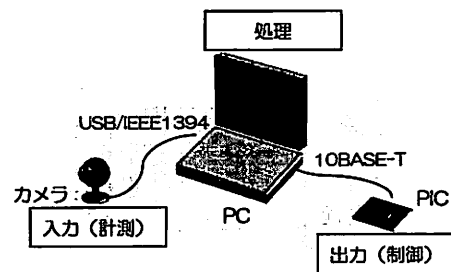 処理
USB/IEEE1394
10BASE-T
カメラ
PC
PIC
入力（計測）
出力（制御）